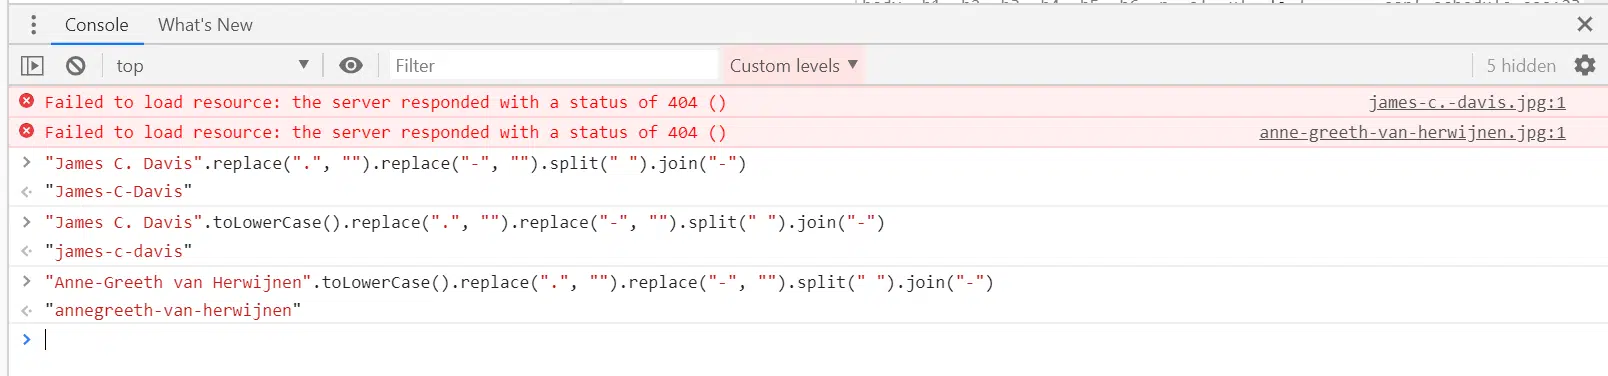 Console What's New
top Filter Custom levels 5 hidden
Failed to load resource: the server responded with a status of 404 () james-c.-davis.jpg:1
Failed to load resource: the server responded with a status of 404 () anne-greeth-van-herwijnen.jpg:1
> "James C. Davis".replace(".", "").replace("-", "").split(" ").join("-")
"James-C-Davis"
> "James C. Davis".toLowerCase().replace(".", "").replace("-", "").split(" ").join("-")
"james-c-davis"
> "Anne-Greeth van Herwijnen".toLowerCase().replace(".", "").replace("-", "").split(" ").join("-")
"annegreeth-van-herwijnen"
>